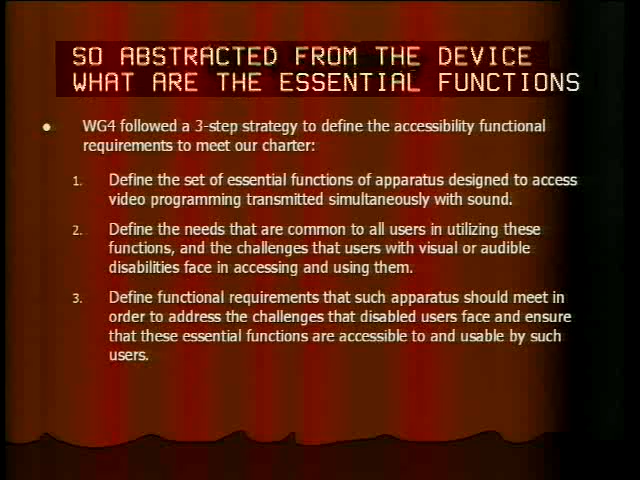 SO ABSTRACTED FROM THE DEVICE
WHAT ARE THE ESSENTIAL FUNCTIONS
● WG4 followed a 3-step strategy to define the accessibility functional
requirements to meet our charter:
1. Define the set of essential functions of apparatus designed to access
video programming transmitted simultaneously with sound.
2. Define the needs that are common to all users in utilizing these
functions, and the challenges that users with visual or audible
disabilities face in accessing and using them.
3. Define functional requirements that such apparatus should meet in
order to address the challenges that disabled users face and ensure
that these essential functions are accessible to and usable by such
users.